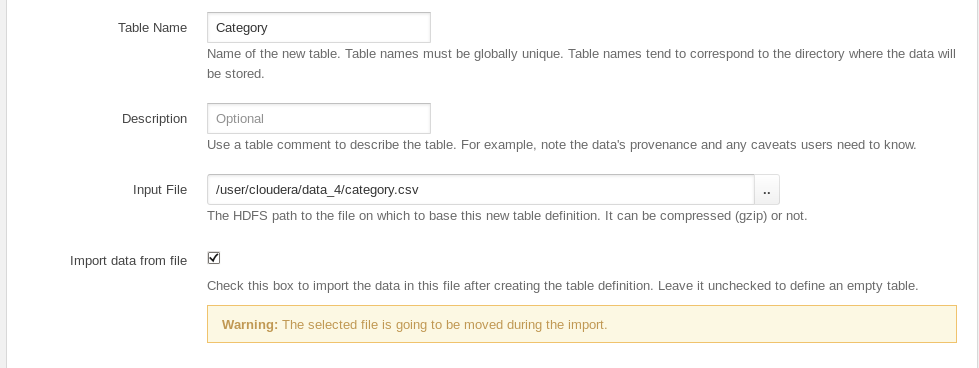 Table Name Category
Name of the new table. Table names must be globally unique. Table names tend to correspond to the directory where the data will
be stored.
Description Optional
Use a table comment to describe the table. For example, note the data's provenance and any caveats users need to know.
Input File /user/cloudera/data_4/category.csv ..
The HDFS path to the file on which to base this new table definition. It can be compressed (gzip) or not.
Import data from file
Check this box to import the data in this file after creating the table definition. Leave it unchecked to define an empty table.
Warning: The selected file is going to be moved during the import.